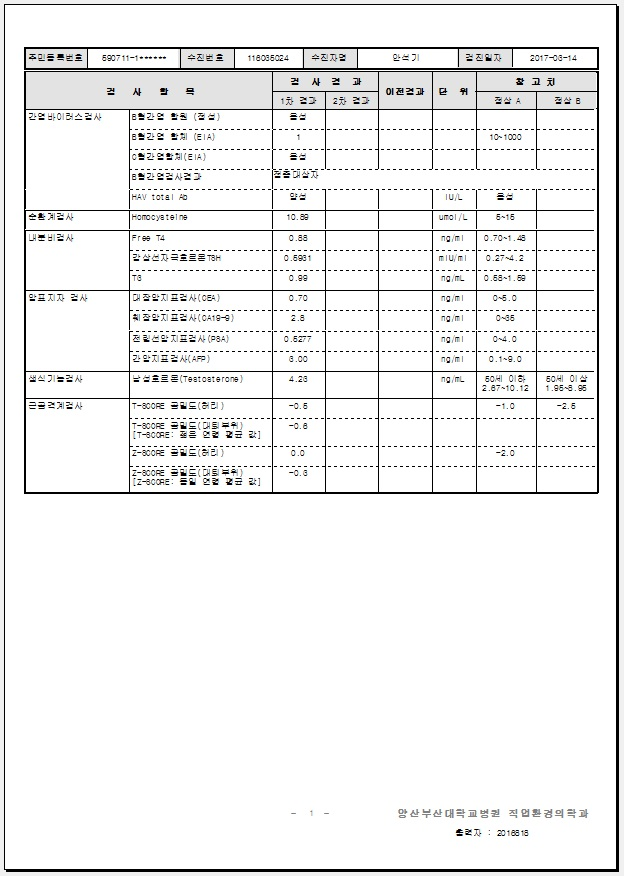 주민등록번호 590711-1****** 수진번호 116035024 수진자명 안석기 검진일자 2017-03-14
검 사 항 목 검 사 결 과 이전결과 단 위 참 고 치
1차 결과 2차 결과 정상 A 정상 B
간염바이러스검사 B형간염 항원 (정성) 음성
B형간염 항체 (EIA) 1 10~1000
C형간염항체(EIA) 음성
B형간염검사결과 접종대상자
HAV total Ab 양성 IU/L 음성
순환계검사 Homocysteine 10.89 umol/L 5~15
내분비검사 Free T4 0.88 ng/ml 0.70~1.48
갑상선자극호르몬TSH 0.5931 mIU/ml 0.27~4.2
T3 0.99 ng/mL 0.58~1.59
암표지자 검사 대장암지표검사(CEA) 0.70 ng/ml 0~5.0
췌장암지표검사(CA19-9) 2.8 ng/ml 0~35
전립선암지표검사(PSA) 0.5277 ng/ml 0~4.0
간암지표검사(AFP) 3.00 ng/ml 0.1~9.0
생식기능검사 남성호르몬(Testosterone) 4.23 ng/mL 50세 이하 50세 이상
2.67~10.12 1.95~8.95
근골격계검사 T-SCORE 골밀도(허리) -0.5 -1.0 -2.5
T-SCORE 골밀도(대퇴부위) -0.6
[T-SCORE: 젊은 연령 평균 값]
Z-SCORE 골밀도(허리) 0.0 -2.0
Z-SCORE 골밀도(대퇴부위) -0.3
[Z-SCORE: 동일 연령 평균 값]
- 1 - 양산부산대학교병원 직업환경의학과
출력자 : 2016818